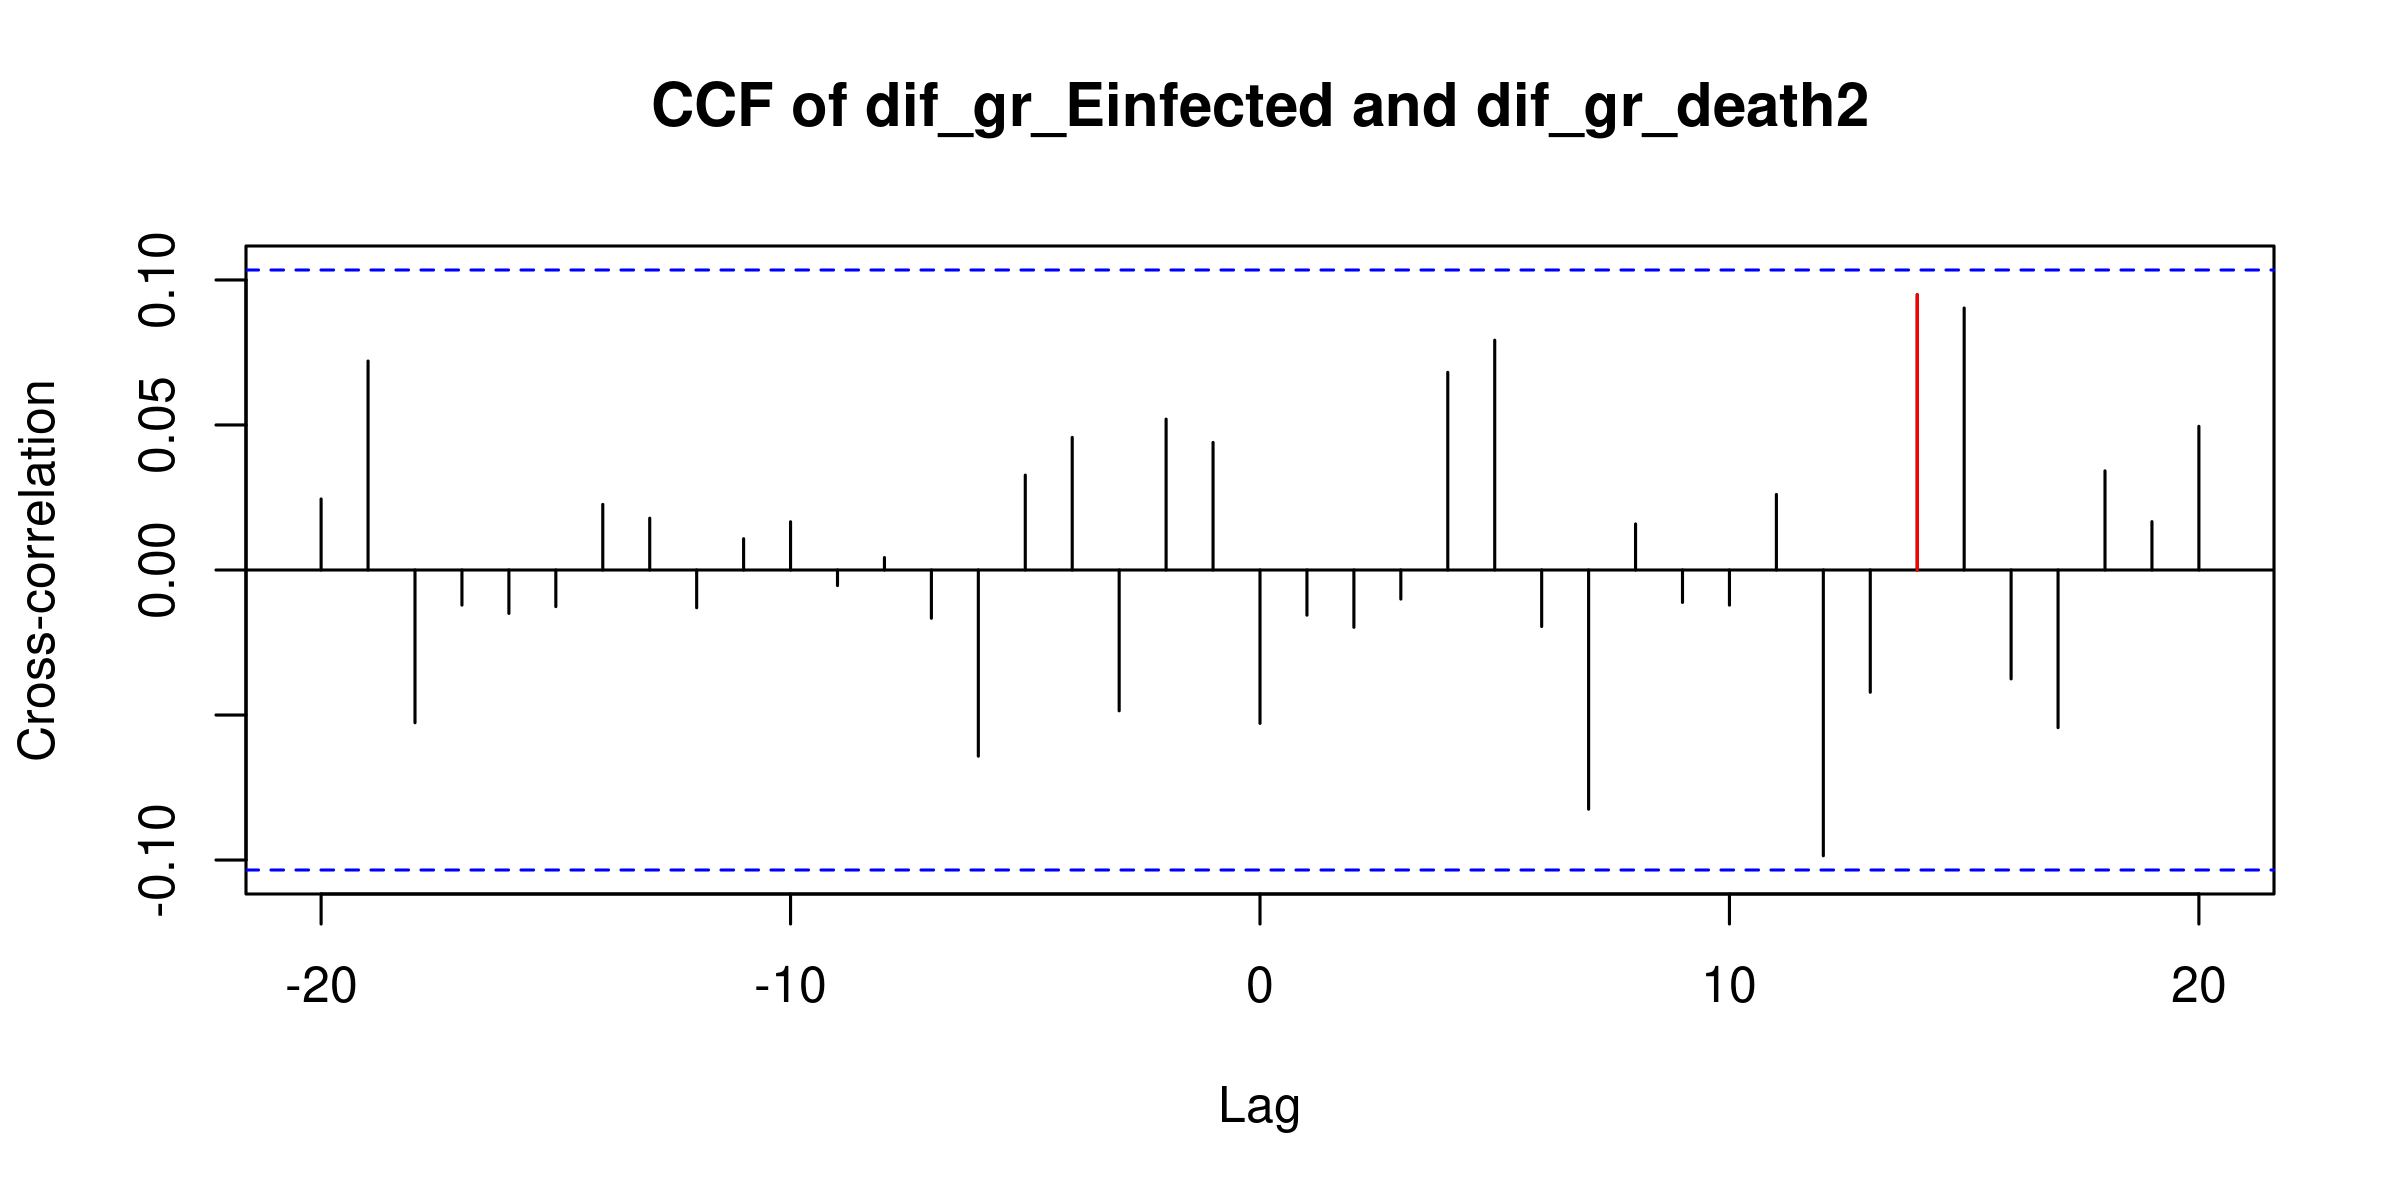 CCF of dif_gr_Einfected and dif_gr_death2
Cross-correlation
0.10
0.05
0.00
-0.10
-20 -10 0 10 20
Lag